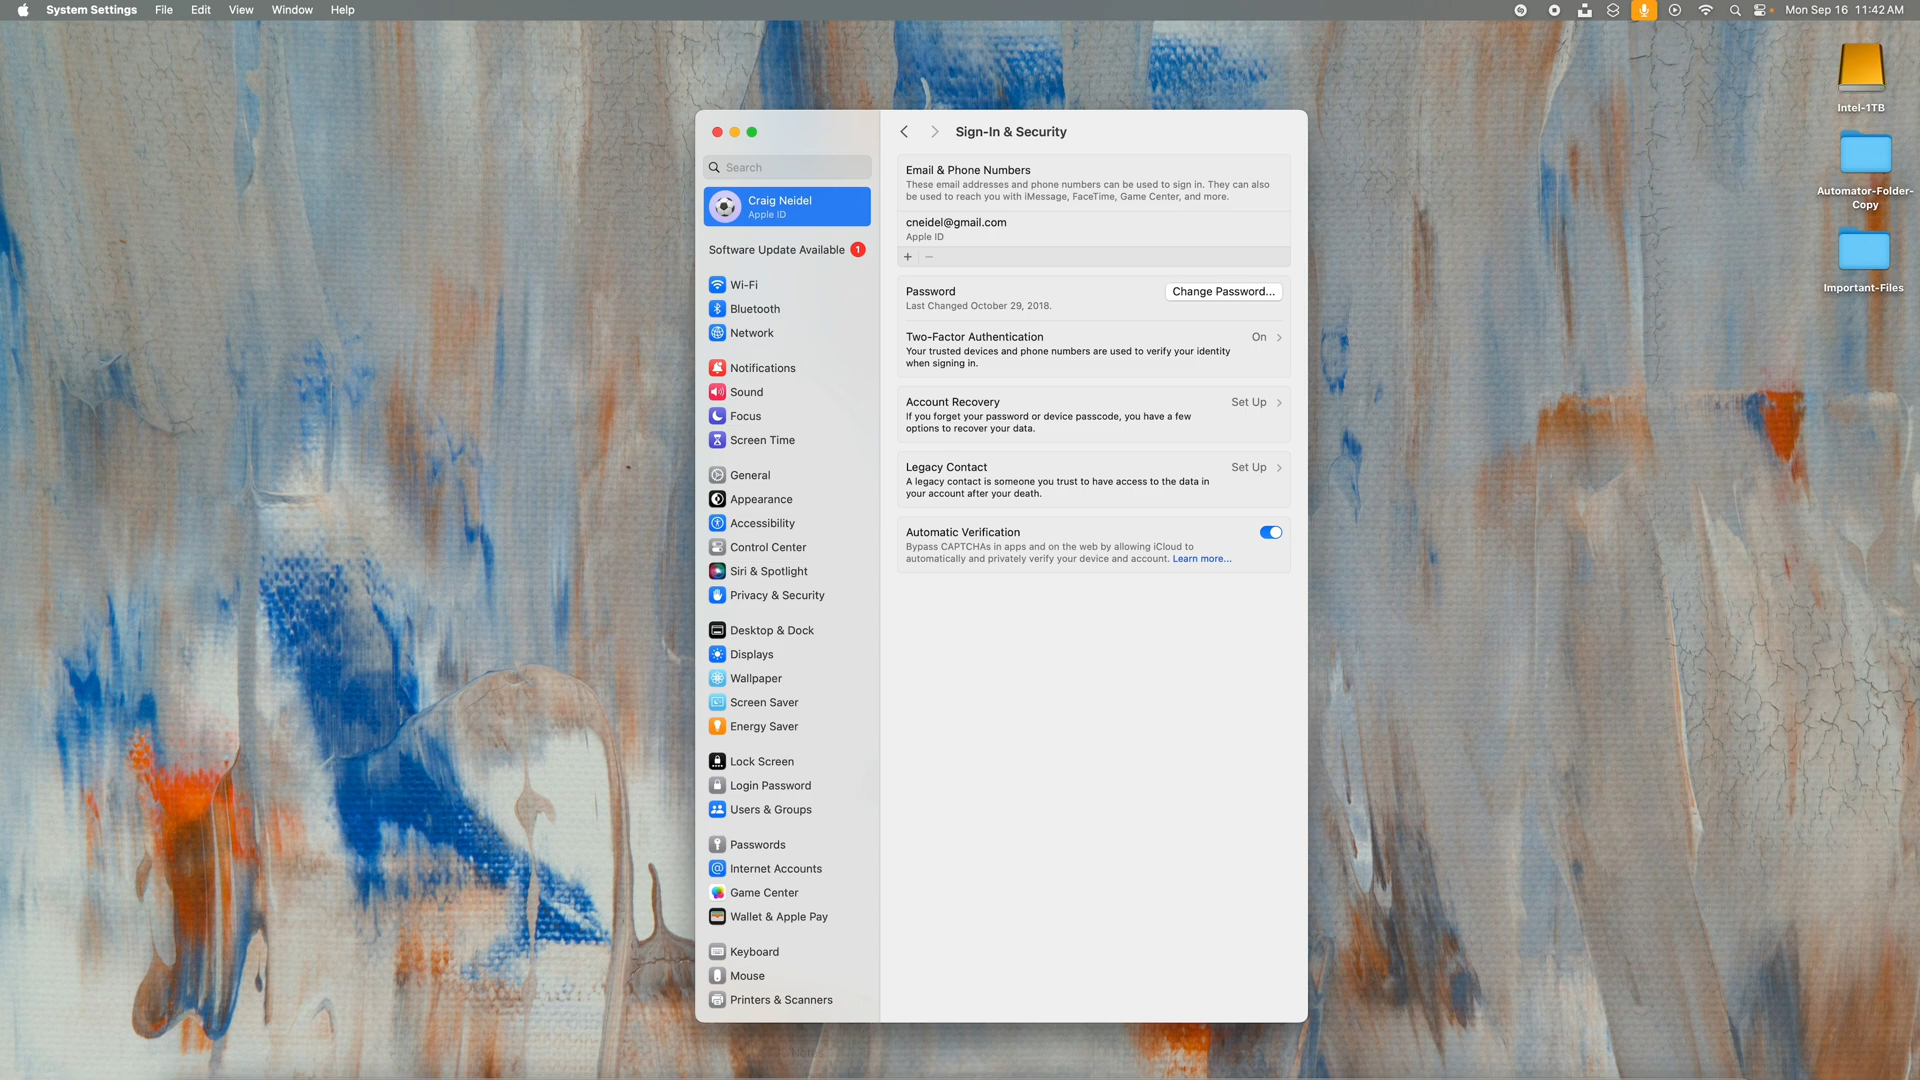 System Settings File Edit View Window Help
Mon Sep 16 11:42 AM
Intel-1TB
Automator-Folder-
Copy
Important-Files
Search
Craig Neidel
Apple ID
Software Update Available 1
Wi-Fi
Bluetooth
Network
Notifications
Sound
Focus
Screen Time
General
Appearance
Accessibility
Control Center
Siri & Spotlight
Privacy & Security
Desktop & Dock
Displays
Wallpaper
Screen Saver
Energy Saver
Lock Screen
Login Password
Users & Groups
Passwords
Internet Accounts
Game Center
Wallet & Apple Pay
Keyboard
Mouse
Printers & Scanners
Sign-In & Security
Email & Phone Numbers
These email addresses and phone numbers can be used to sign in. They can also
be used to reach you with iMessage, FaceTime, Game Center, and more.
cneidel@gmail.com
Apple ID
+ −
Password Change Password...
Last Changed October 29, 2018.
Two-Factor Authentication On
Your trusted devices and phone numbers are used to verify your identity
when signing in.
Account Recovery Set Up
If you forget your password or device passcode, you have a few
options to recover your data.
Legacy Contact Set Up
A legacy contact is someone you trust to have access to the data in
your account after your death.
Automatic Verification
Bypass CAPTCHAs in apps and on the web by allowing iCloud to
automatically and privately verify your device and account. Learn more...